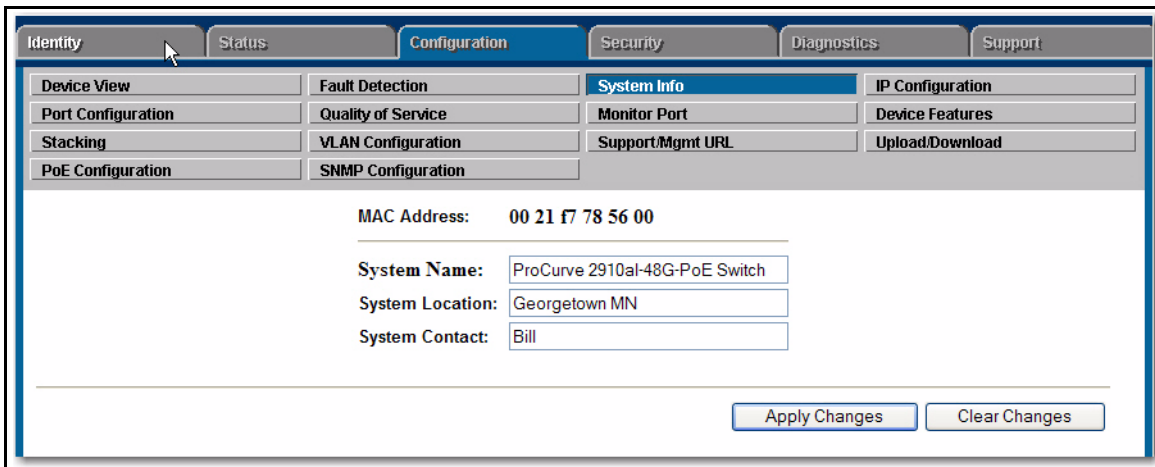 Identity Status Configuration Security Diagnostics Support
Device View Fault Detection System Info IP Configuration
Port Configuration Quality of Service Monitor Port Device Features
Stacking VLAN Configuration Support/Mgmt URL Upload/Download
PoE Configuration SNMP Configuration
MAC Address: 00 21 f7 78 56 00
System Name: ProCurve 2910al-48G-PoE Switch
System Location: Georgetown MN
System Contact: Bill
Apply Changes Clear Changes